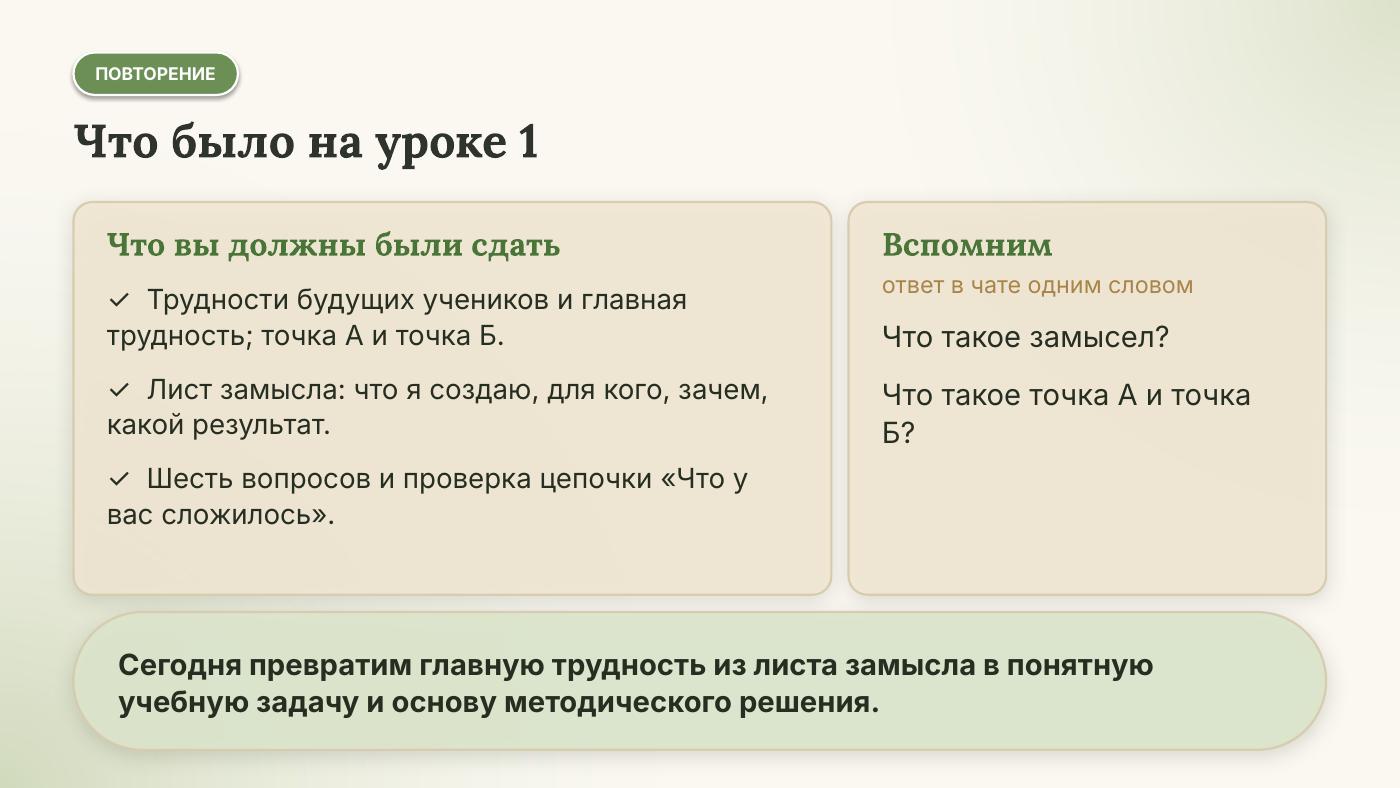 ПОВТОРЕНИЕ
Что было на уроке 1
Что вы должны были сдать
✓ Трудности будущих учеников и главная
трудность; точка А и точка Б.
✓ Лист замысла: что я создаю, для кого, зачем,
какой результат.
✓ Шесть вопросов и проверка цепочки «Что у
вас сложилось».
Вспомним
ответ в чате одним словом
Что такое замысел?
Что такое точка А и точка
Б?
Сегодня превратим главную трудность из листа замысла в понятную
учебную задачу и основу методического решения.